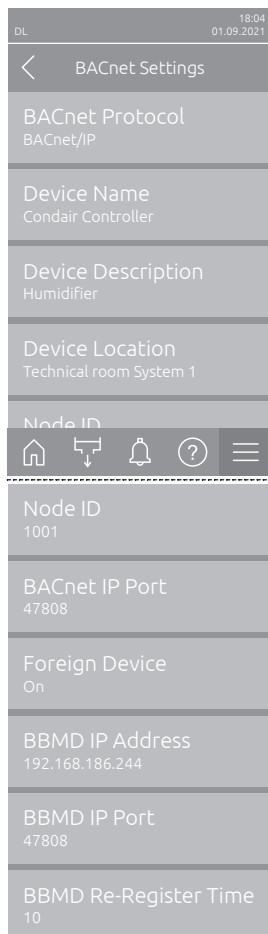 18:04
DL 01.09.2021
BACnet Settings
BACnet Protocol
BACnet/IP
Device Name
Condair Controller
Device Description
Humidifier
Device Location
Technical room System 1
Node ID
?
Node ID
1001
BACnet IP Port
47808
Foreign Device
On
BBMD IP Address
192.168.186.244
BBMD IP Port
47808
BBMD Re-Register Time
10